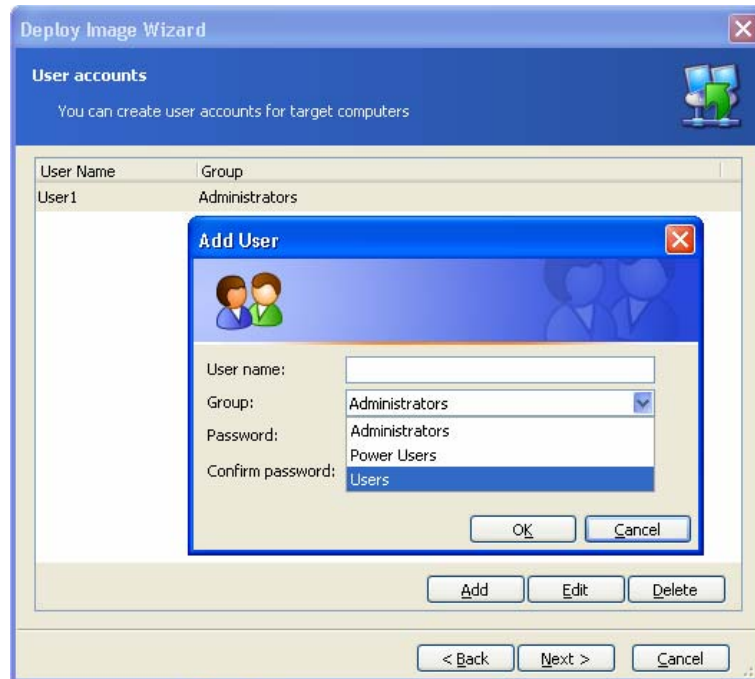 Deploy Image Wizard
User accounts
You can create user accounts for target computers
User Name Group
User1 Administrators
Add User
User name:
Group: Administrators
Password: Administrators
Power Users
Confirm password: Users
OK Cancel
Add Edit Delete
< Back Next > Cancel